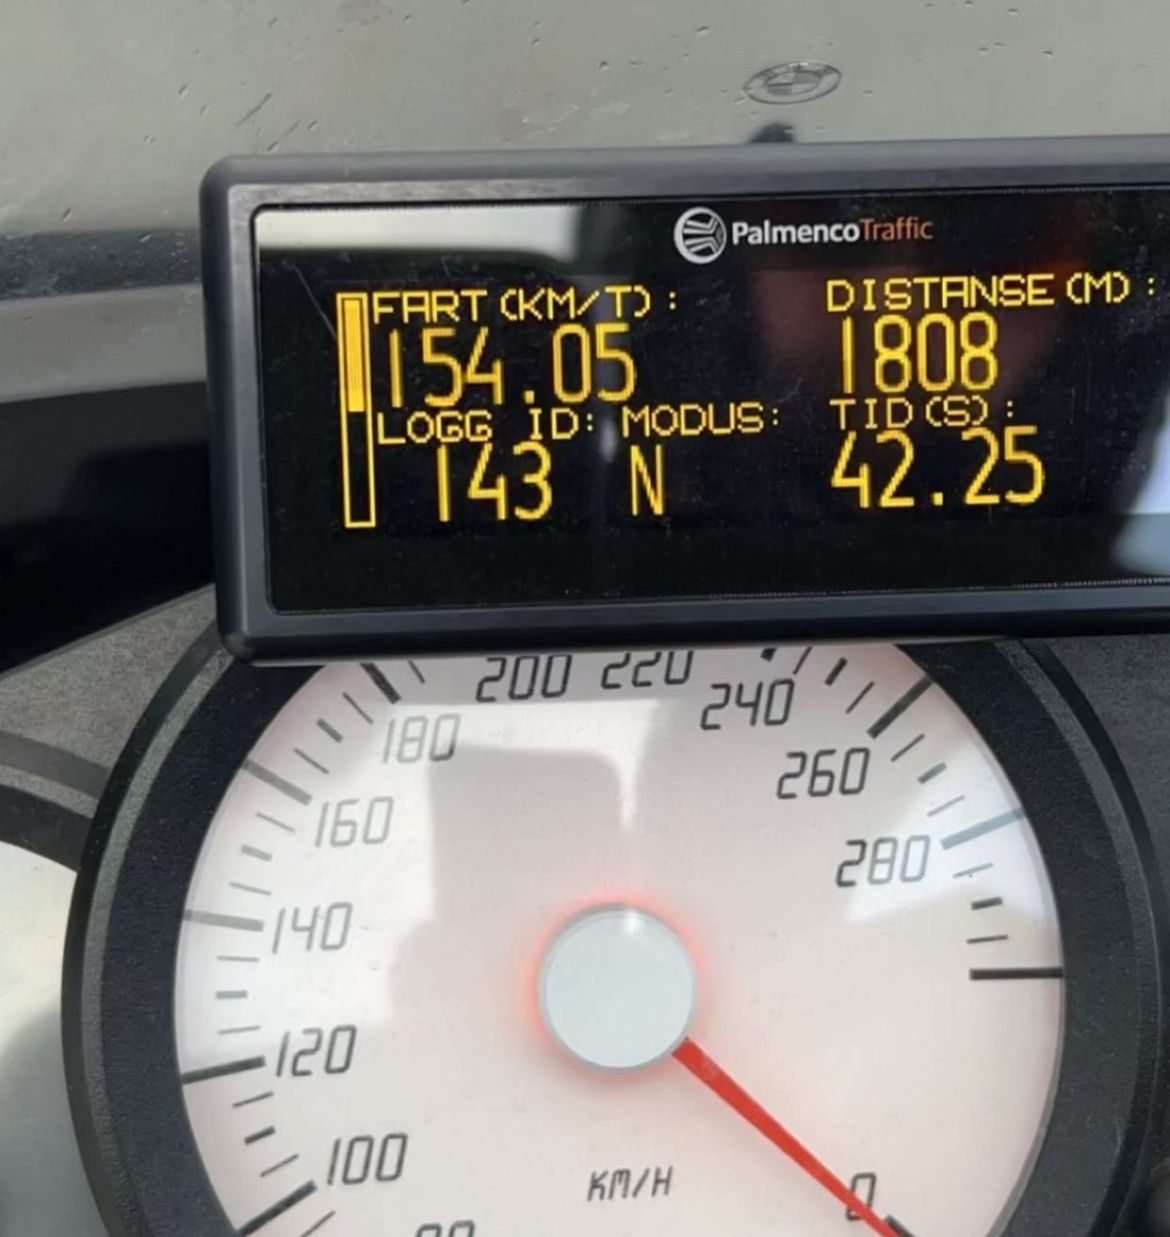 PalmencoTraffic
FART (KM/T) : DISTANSE (M) :
154.05 1808
LOGG ID: MODUS: TID (S) :
143 N 42.25
200 220
240
180
260
160
280
140
120
100
KM/H
0